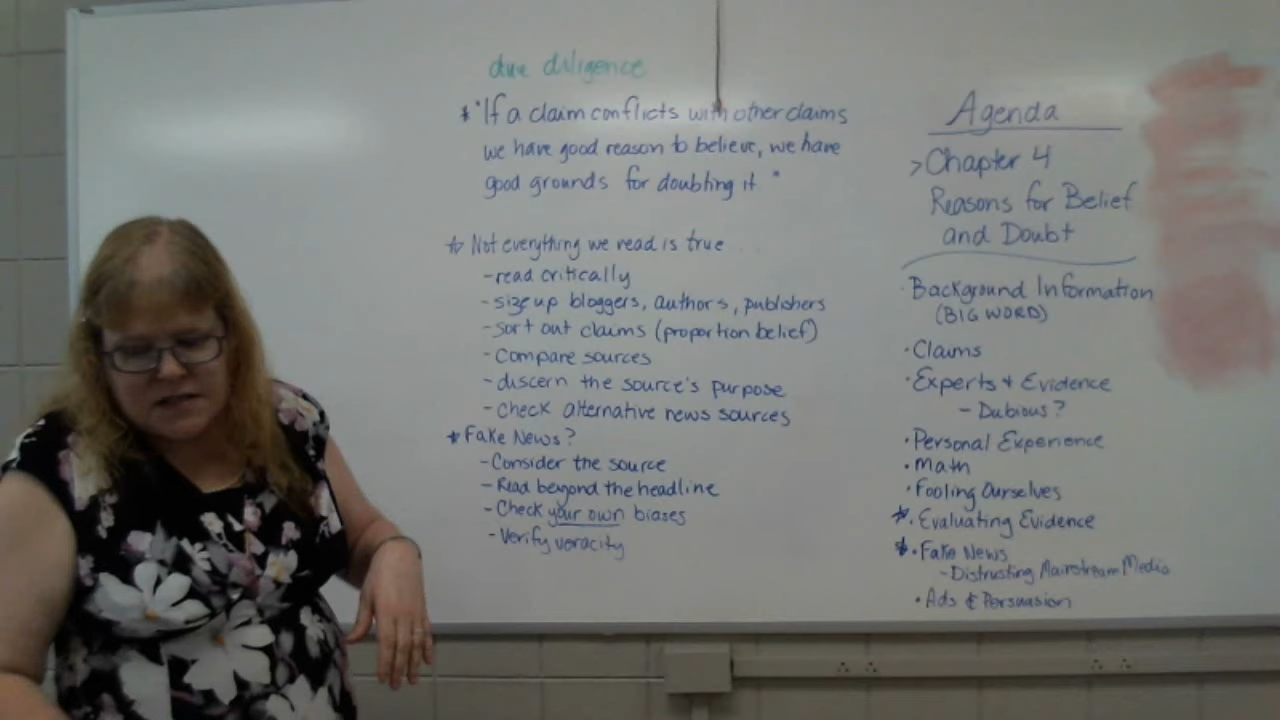 due diligence
* "If a claim conflicts with other claims
we have good reason to believe, we have
good grounds for doubting it."
☆ Not everything we read is true
- read critically
- size up bloggers, authors, publishers
- sort out claims (proportion belief)
- compare sources
- discern the source's purpose
- check alternative news sources
* Fake News?
- Consider the source
- Read beyond the headline
- Check your own biases
- Verify veracity
Agenda
> Chapter 4
Reasons for Belief
and Doubt
· Background Information
(BIG WORD)
· Claims
· Experts & Evidence
- Dubious?
· Personal Experience
· Math
· Fooling Ourselves
*· Evaluating Evidence
*· Fake News
- Distrusting Mainstream Media
· Ads & Persuasion